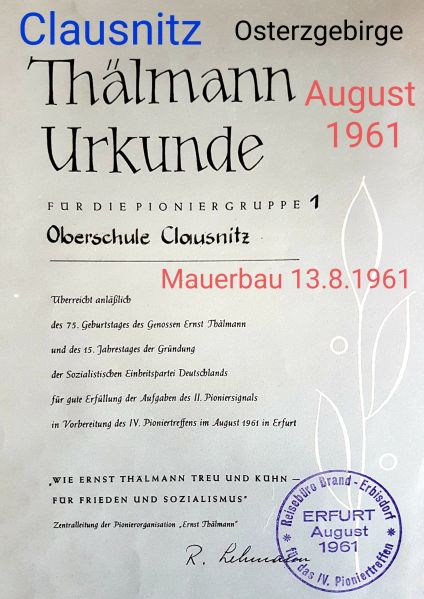 Clausnitz Osterzgebirge
Thälmann
August
Urkunde
1961
FÜR DIE PIONIERGRUPPE 1
Oberschule Clausnitz
Mauerbau 13.8.1961
Überreicht anläßlich
des 75. Geburtstages des Genossen Ernst Thälmann
und des 15. Jahrestages der Gründung
der Sozialistischen Einheitspartei Deutschlands
für gute Erfüllung der Aufgaben des II. Pioniersignals
in Vorbereitung des IV. Pioniertreffens im August 1961 in Erfurt
„WIE ERNST THÄLMANN TREU UND KÜHN –
FÜR FRIEDEN UND SOZIALISMUS"
Zentralleitung der Pionierorganisation „Ernst Thälmann"
R. Lehmann
Reisebüro Brand-Erbisdorf
ERFURT
August
1961
für das IV. Pioniertreffen